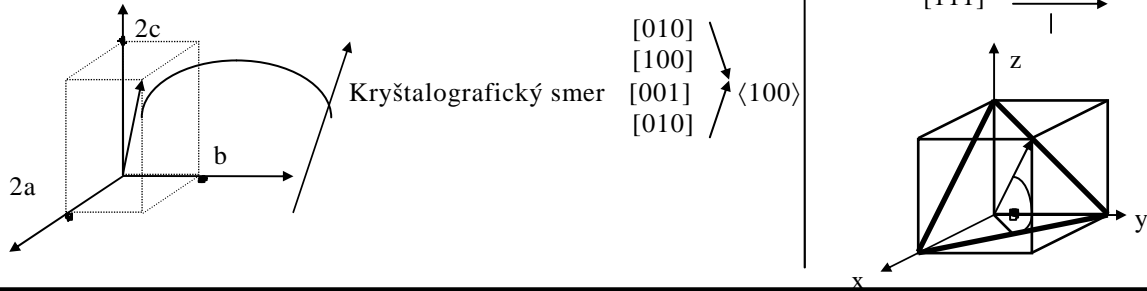 2c
b
2a
Kryštalografický smer
[010]
[100]
[001]
[010]
⟨100⟩
z
y
x